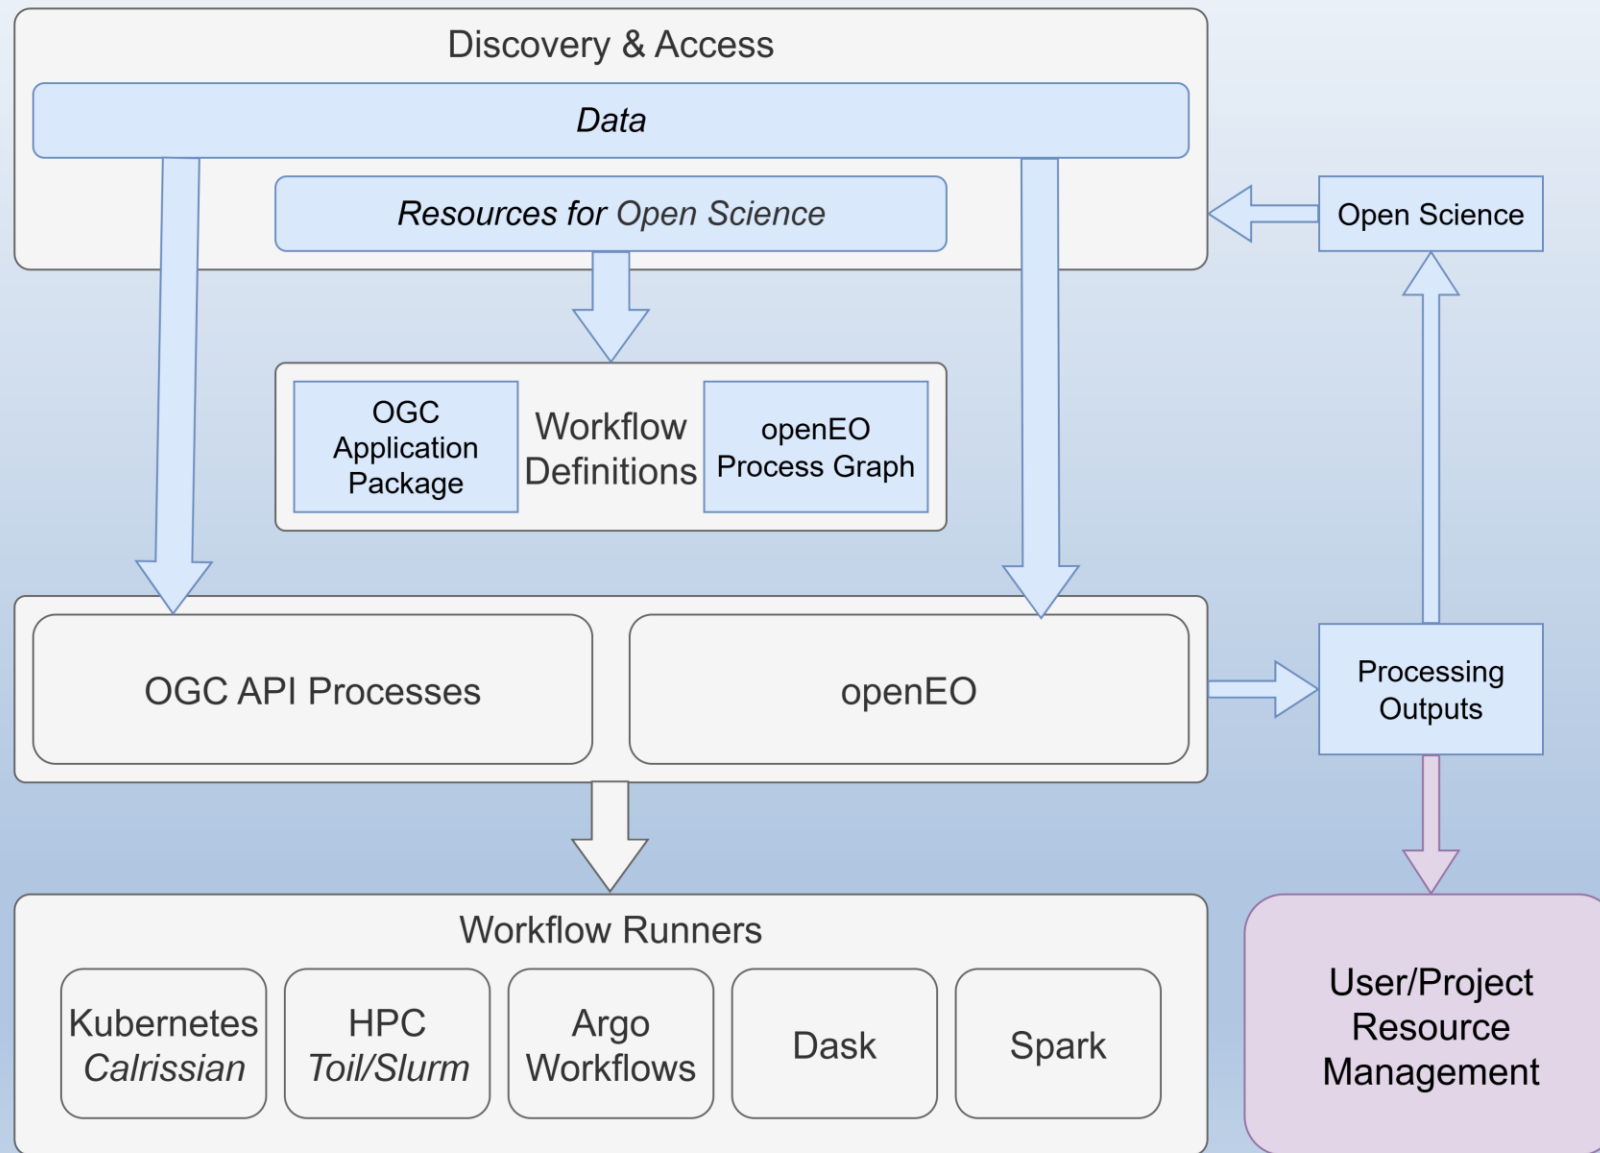 Discovery & Access
Data
Resources for Open Science
Open Science
OGC
Application
Package
Workflow
Definitions
openEO
Process Graph
OGC API Processes
openEO
Processing
Outputs
Workflow Runners
Kubernetes
Calrissian
HPC
Toil/Slurm
Argo
Workflows
Dask
Spark
User/Project
Resource
Management